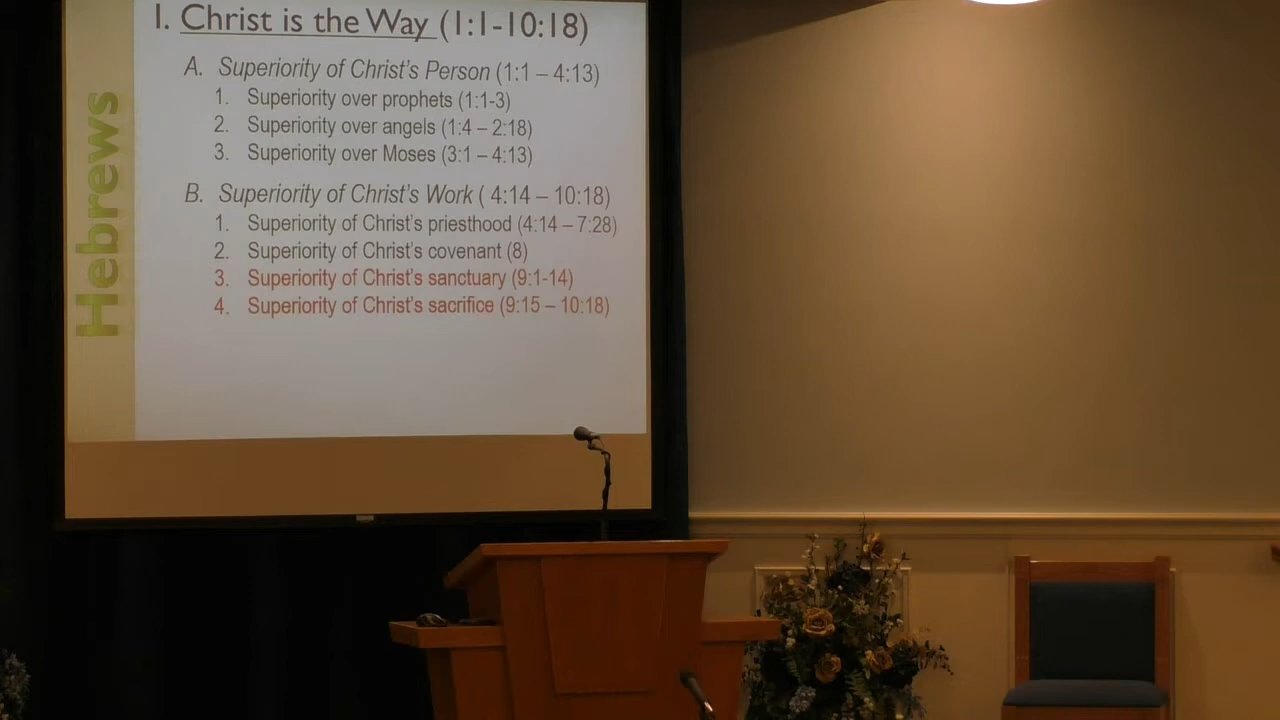 I. Christ is the Way (1:1-10:18)
A. Superiority of Christ's Person (1:1 – 4:13)
1. Superiority over prophets (1:1-3)
2. Superiority over angels (1:4 – 2:18)
3. Superiority over Moses (3:1 – 4:13)
B. Superiority of Christ's Work ( 4:14 – 10:18)
1. Superiority of Christ's priesthood (4:14 – 7:28)
2. Superiority of Christ's covenant (8)
3. Superiority of Christ's sanctuary (9:1-14)
4. Superiority of Christ's sacrifice (9:15 – 10:18)
Hebrews